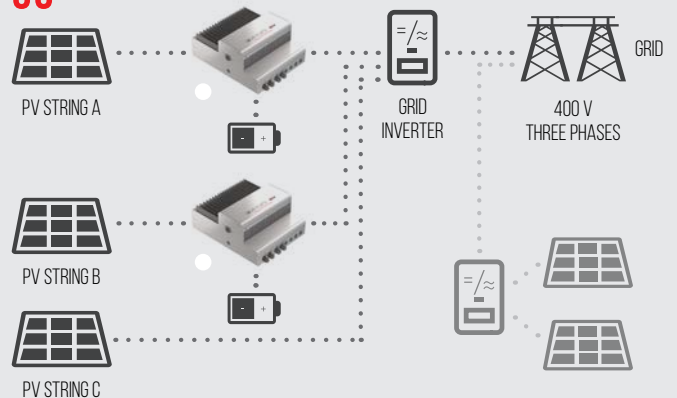 PV STRING A
GRID
INVERTER
400 V
THREE PHASES
GRID
PV STRING B
PV STRING C